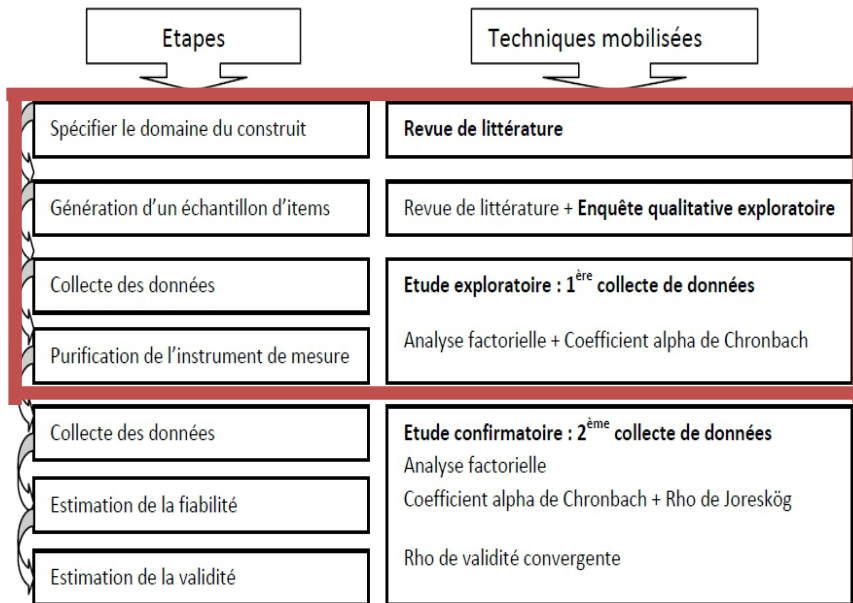 Etapes
Techniques mobilisées
Spécifier le domaine du construit
Revue de littérature
Génération d'un échantillon d'items
Revue de littérature + Enquête qualitative exploratoire
Collecte des données
Etude exploratoire : 1ère collecte de données
Purification de l'instrument de mesure
Analyse factorielle + Coefficient alpha de Chronbach
Collecte des données
Etude confirmatoire : 2ème collecte de données
Analyse factorielle
Estimation de la fiabilité
Coefficient alpha de Chronbach + Rho de Joreskög
Estimation de la validité
Rho de validité convergente